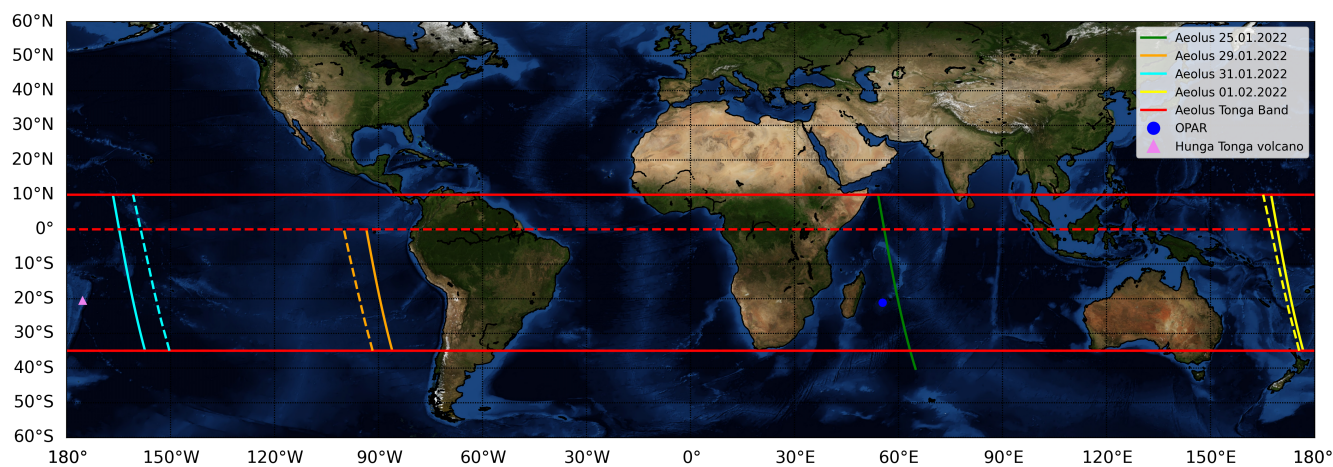 60°N
50°N
40°N
30°N
20°N
10°N
0°
10°S
20°S
30°S
40°S
50°S
60°S
180° 150°W 120°W 90°W 60°W 30°W 0° 30°E 60°E 90°E 120°E 150°E 180°
Aeolus 25.01.2022
Aeolus 29.01.2022
Aeolus 31.01.2022
Aeolus 01.02.2022
Aeolus Tonga Band
OPAR
Hunga Tonga volcano